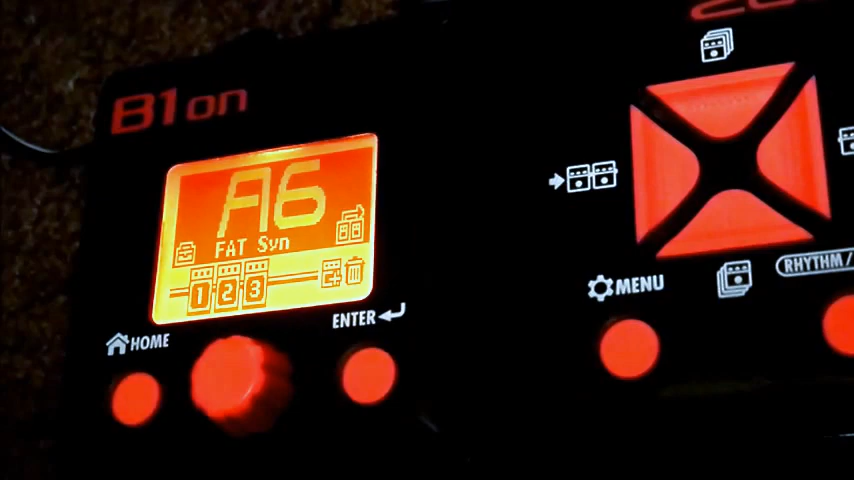 B1on
A6
FAT Syn
1 2 3
ENTER
HOME
MENU
RHYTHM/